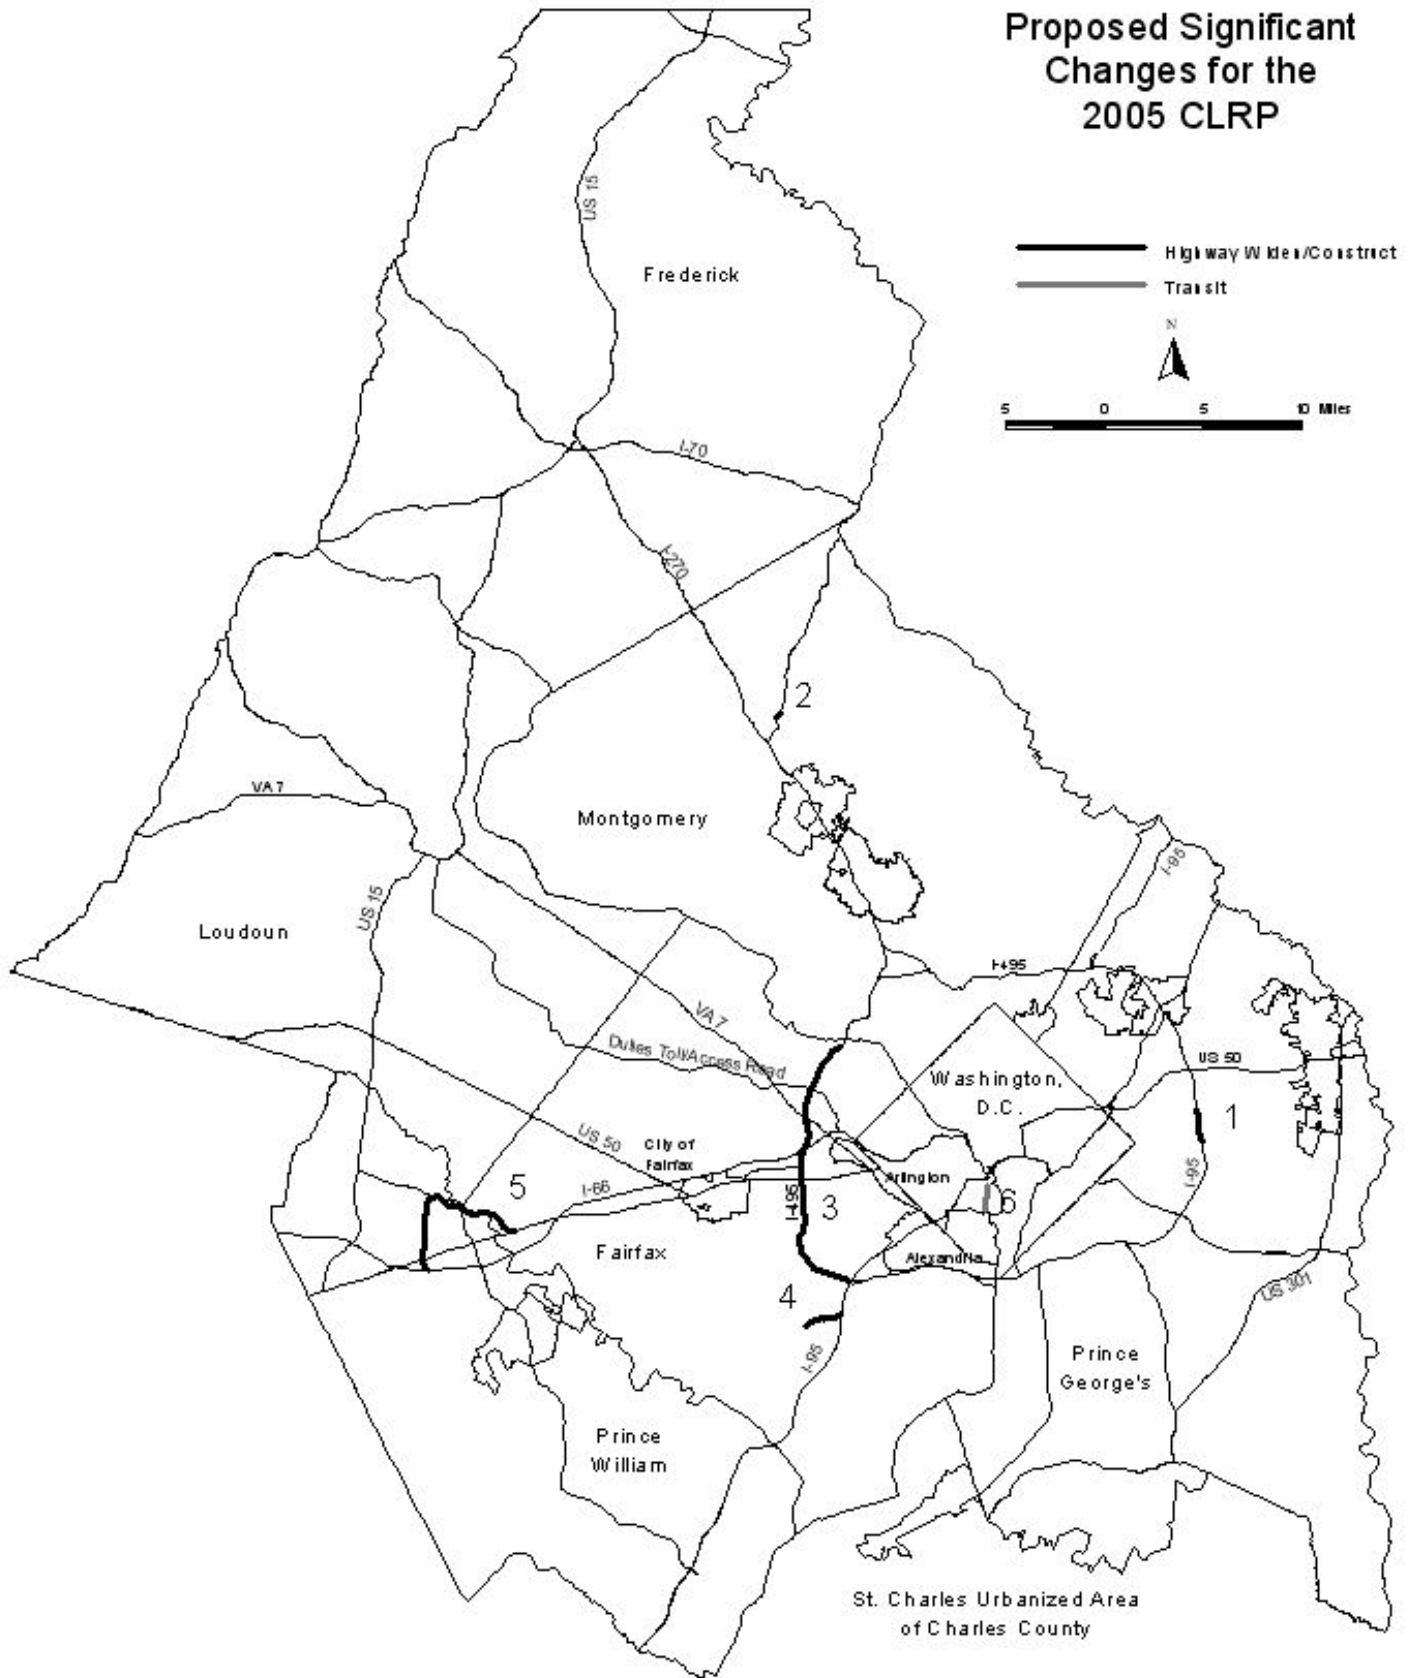 Proposed Significant
Changes for the
2005 CLRP
Highway Widen/Construct
Transit
N
5 0 5 10 Miles
US 15
Frederick
I-70
I-270
2
VA 7
Montgomery
I-95
US 15
Loudoun
I-495
VA 7
Dulles Toll/Access Road
US 50
Washington,
D.C.
1
US 50
City of
Fairfax
5
I-66
Arlington
I-95
I-495
3
6
Fairfax
Alexandria
4
US 301
I-95
Prince
George's
Prince
William
St. Charles Urbanized Area
of Charles County